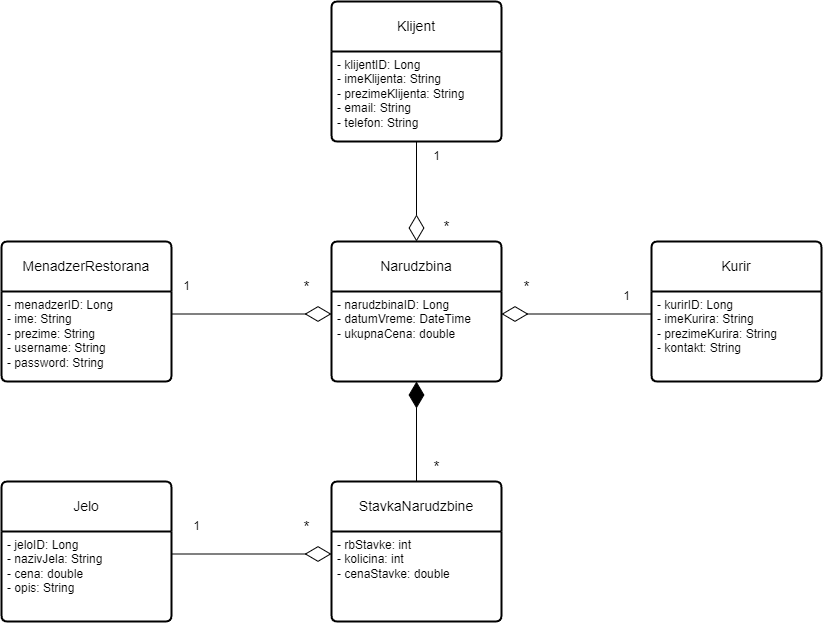 Klijent
- klijentID: Long
- imeKlijenta: String
- prezimeKlijenta: String
- email: String
- telefon: String
1
*
MenadzerRestorana
- menadzerID: Long
- ime: String
- prezime: String
- username: String
- password: String
1
*
Narudzbina
- narudzbinaID: Long
- datumVreme: DateTime
- ukupnaCena: double
*
1
Kurir
- kurirID: Long
- imeKurira: String
- prezimeKurira: String
- kontakt: String
*
Jelo
- jeloID: Long
- nazivJela: String
- cena: double
- opis: String
1
*
StavkaNarudzbine
- rbStavke: int
- kolicina: int
- cenaStavke: double